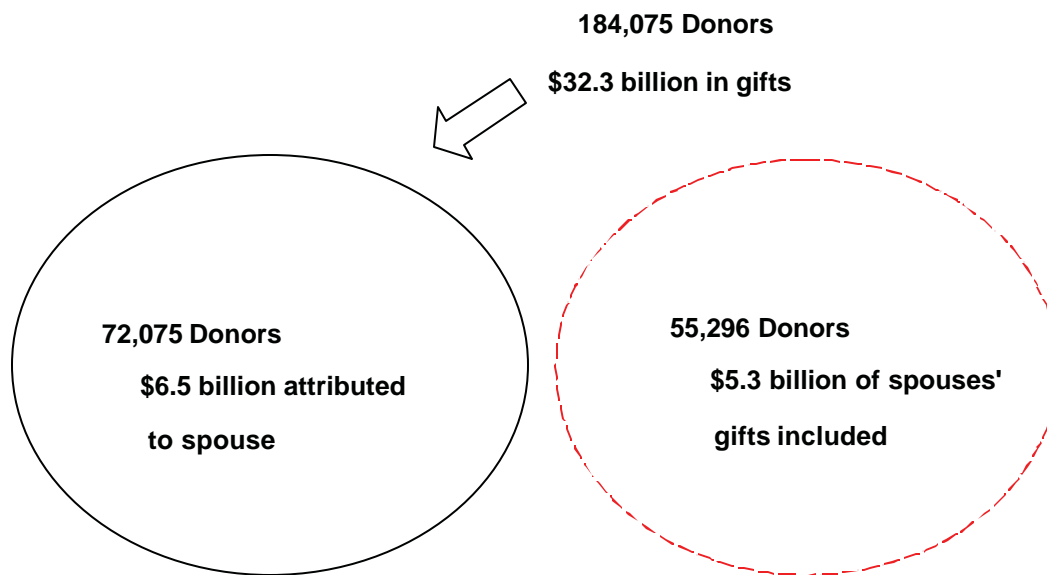 184,075 Donors
$32.3 billion in gifts
72,075 Donors
$6.5 billion attributed
to spouse
55,296 Donors
$5.3 billion of spouses'
gifts included